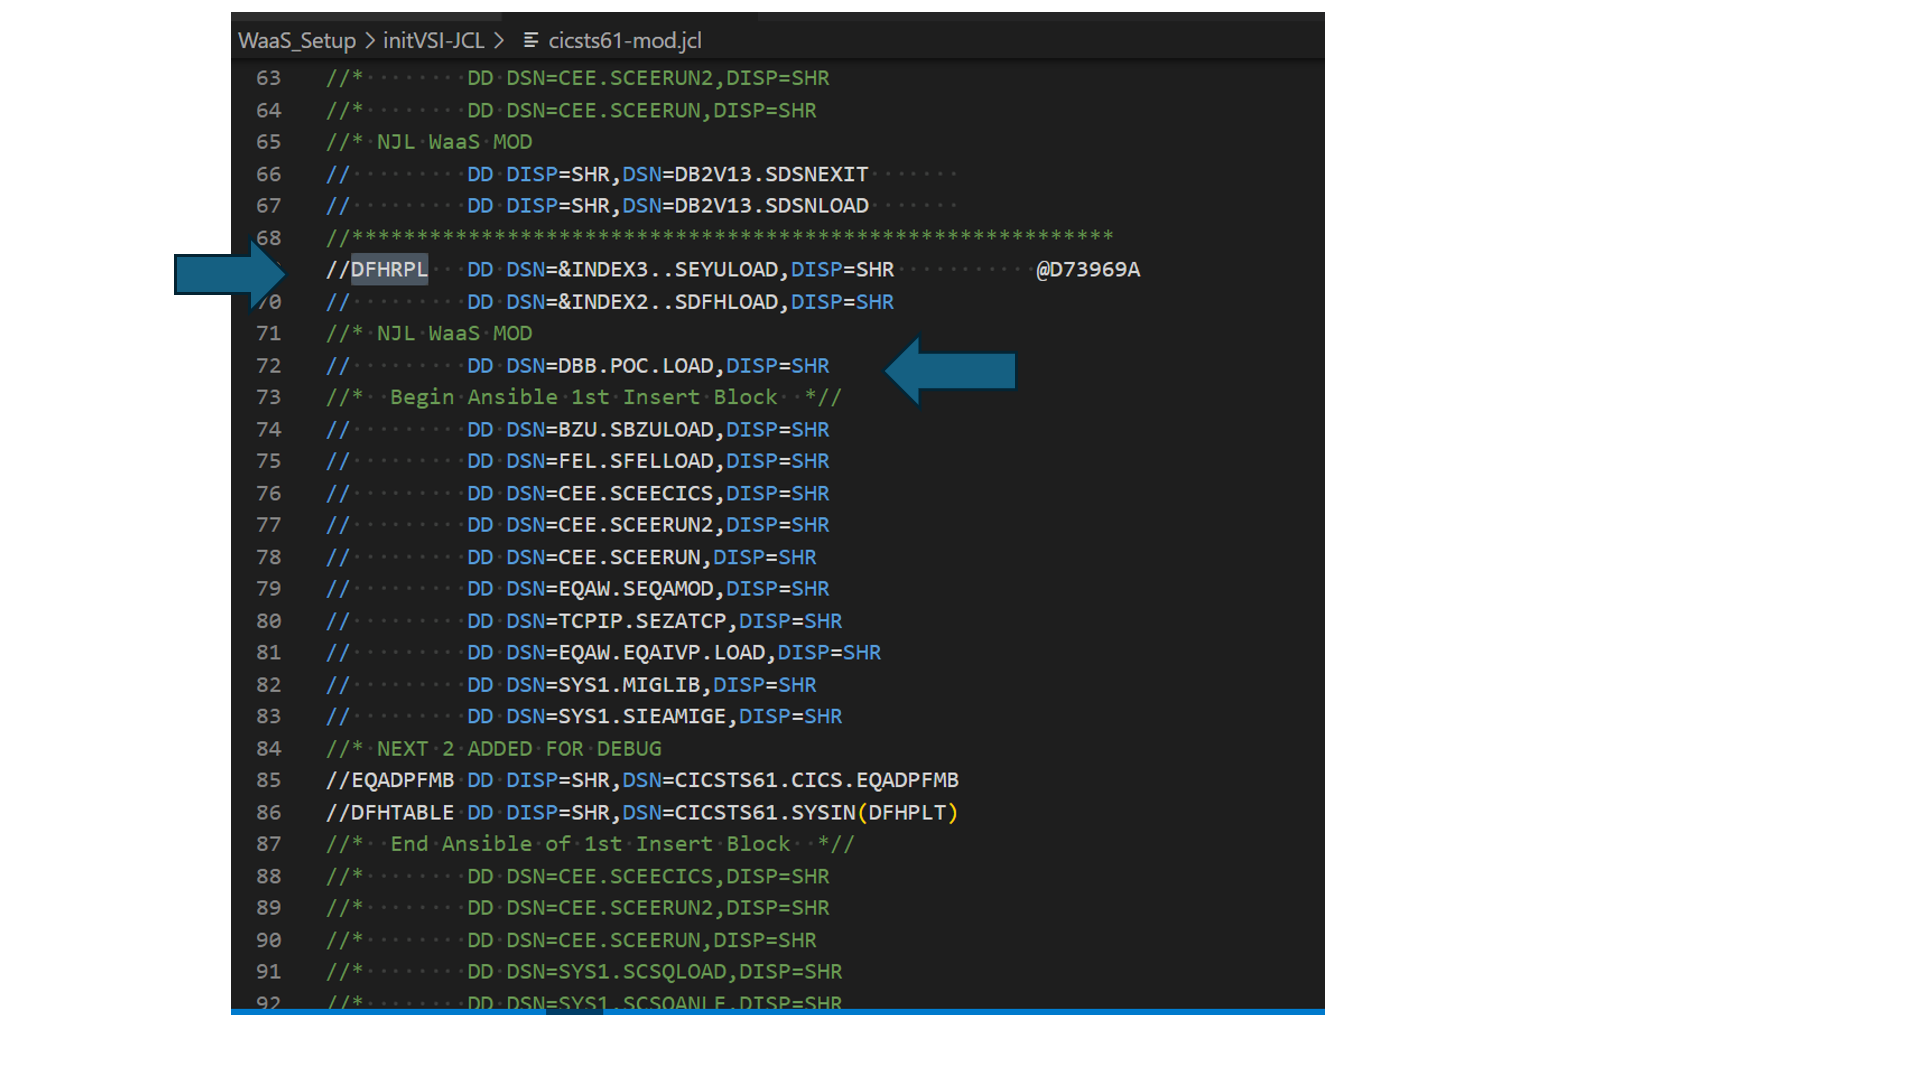 WaaS_Setup > initVSI-JCL > cicsts61-mod.jcl
63 //*         DD DSN=CEE.SCEERUN2,DISP=SHR
64 //*         DD DSN=CEE.SCEERUN,DISP=SHR
65 //* NJL WaaS MOD
66 //         DD DISP=SHR,DSN=DB2V13.SDSNEXIT
67 //         DD DISP=SHR,DSN=DB2V13.SDSNLOAD
68 //***********************************************************
//DFHRPL   DD DSN=&INDEX3..SEYULOAD,DISP=SHR           @D73969A
70 //         DD DSN=&INDEX2..SDFHLOAD,DISP=SHR
71 //* NJL WaaS MOD
72 //         DD DSN=DBB.POC.LOAD,DISP=SHR
73 //*  Begin Ansible 1st Insert Block  *//
74 //         DD DSN=BZU.SBZULOAD,DISP=SHR
75 //         DD DSN=FEL.SFELLOAD,DISP=SHR
76 //         DD DSN=CEE.SCEECICS,DISP=SHR
77 //         DD DSN=CEE.SCEERUN2,DISP=SHR
78 //         DD DSN=CEE.SCEERUN,DISP=SHR
79 //         DD DSN=EQAW.SEQAMOD,DISP=SHR
80 //         DD DSN=TCPIP.SEZATCP,DISP=SHR
81 //         DD DSN=EQAW.EQAIVP.LOAD,DISP=SHR
82 //         DD DSN=SYS1.MIGLIB,DISP=SHR
83 //         DD DSN=SYS1.SIEAMIGE,DISP=SHR
84 //* NEXT 2 ADDED FOR DEBUG
85 //EQADPFMB DD DISP=SHR,DSN=CICSTS61.CICS.EQADPFMB
86 //DFHTABLE DD DISP=SHR,DSN=CICSTS61.SYSIN(DFHPLT)
87 //*  End Ansible of 1st Insert Block  *//
88 //*        DD DSN=CEE.SCEECICS,DISP=SHR
89 //*        DD DSN=CEE.SCEERUN2,DISP=SHR
90 //*        DD DSN=CEE.SCEERUN,DISP=SHR
91 //*        DD DSN=SYS1.SCSQLOAD,DISP=SHR
92 //*        DD DSN=SYS1.SCSQANLE,DISP=SHR